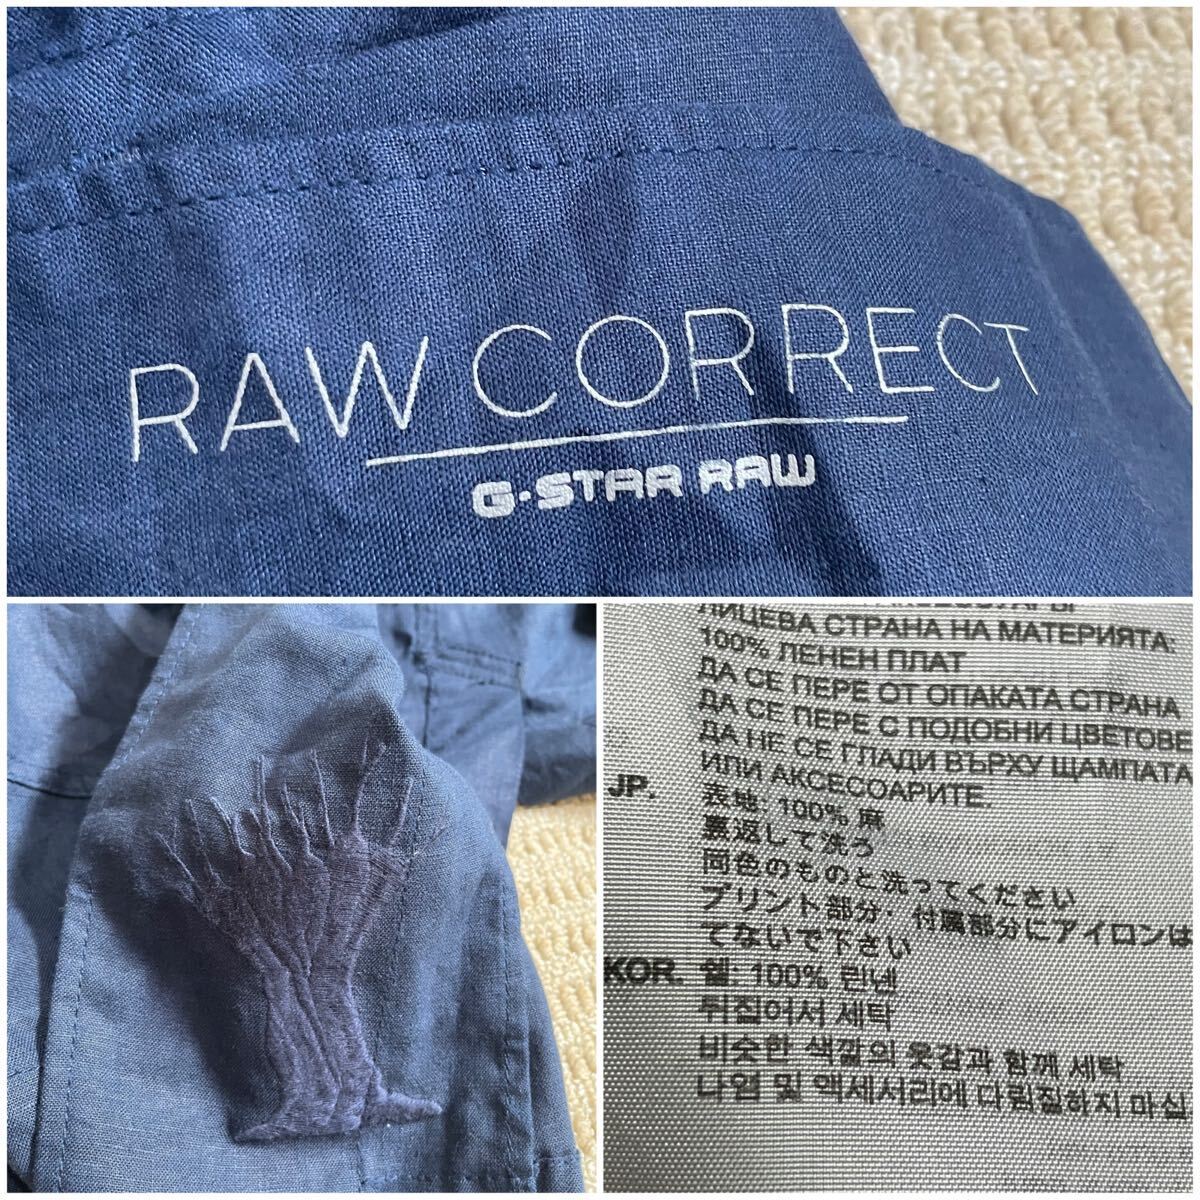 RAW CORRECT
G-STAR RAW
ЛИЦЕВА СТРАНА НА МАТЕРИЯТА:
100% ЛЕНЕН ПЛАТ
ДА СЕ ПЕРЕ ОТ ОПАКАТА СТРАНА
ДА СЕ ПЕРЕ С ПОДОБНИ ЦВЕТОВЕ
ДА НЕ СЕ ГЛАДИ ВЪРХУ ЩАМПАТА
ИЛИ АКСЕСОАРИТЕ.
JP. 表地: 100% 麻
裏返して洗う
同色のものと洗ってください
プリント部分・付属部分にアイロンは
てないで下さい
KOR. 쉘: 100% 린넨
뒤집어서 세탁
비슷한 색깔의 옷감과 함께 세탁
나염 및 액세서리에 다림질하지 마십